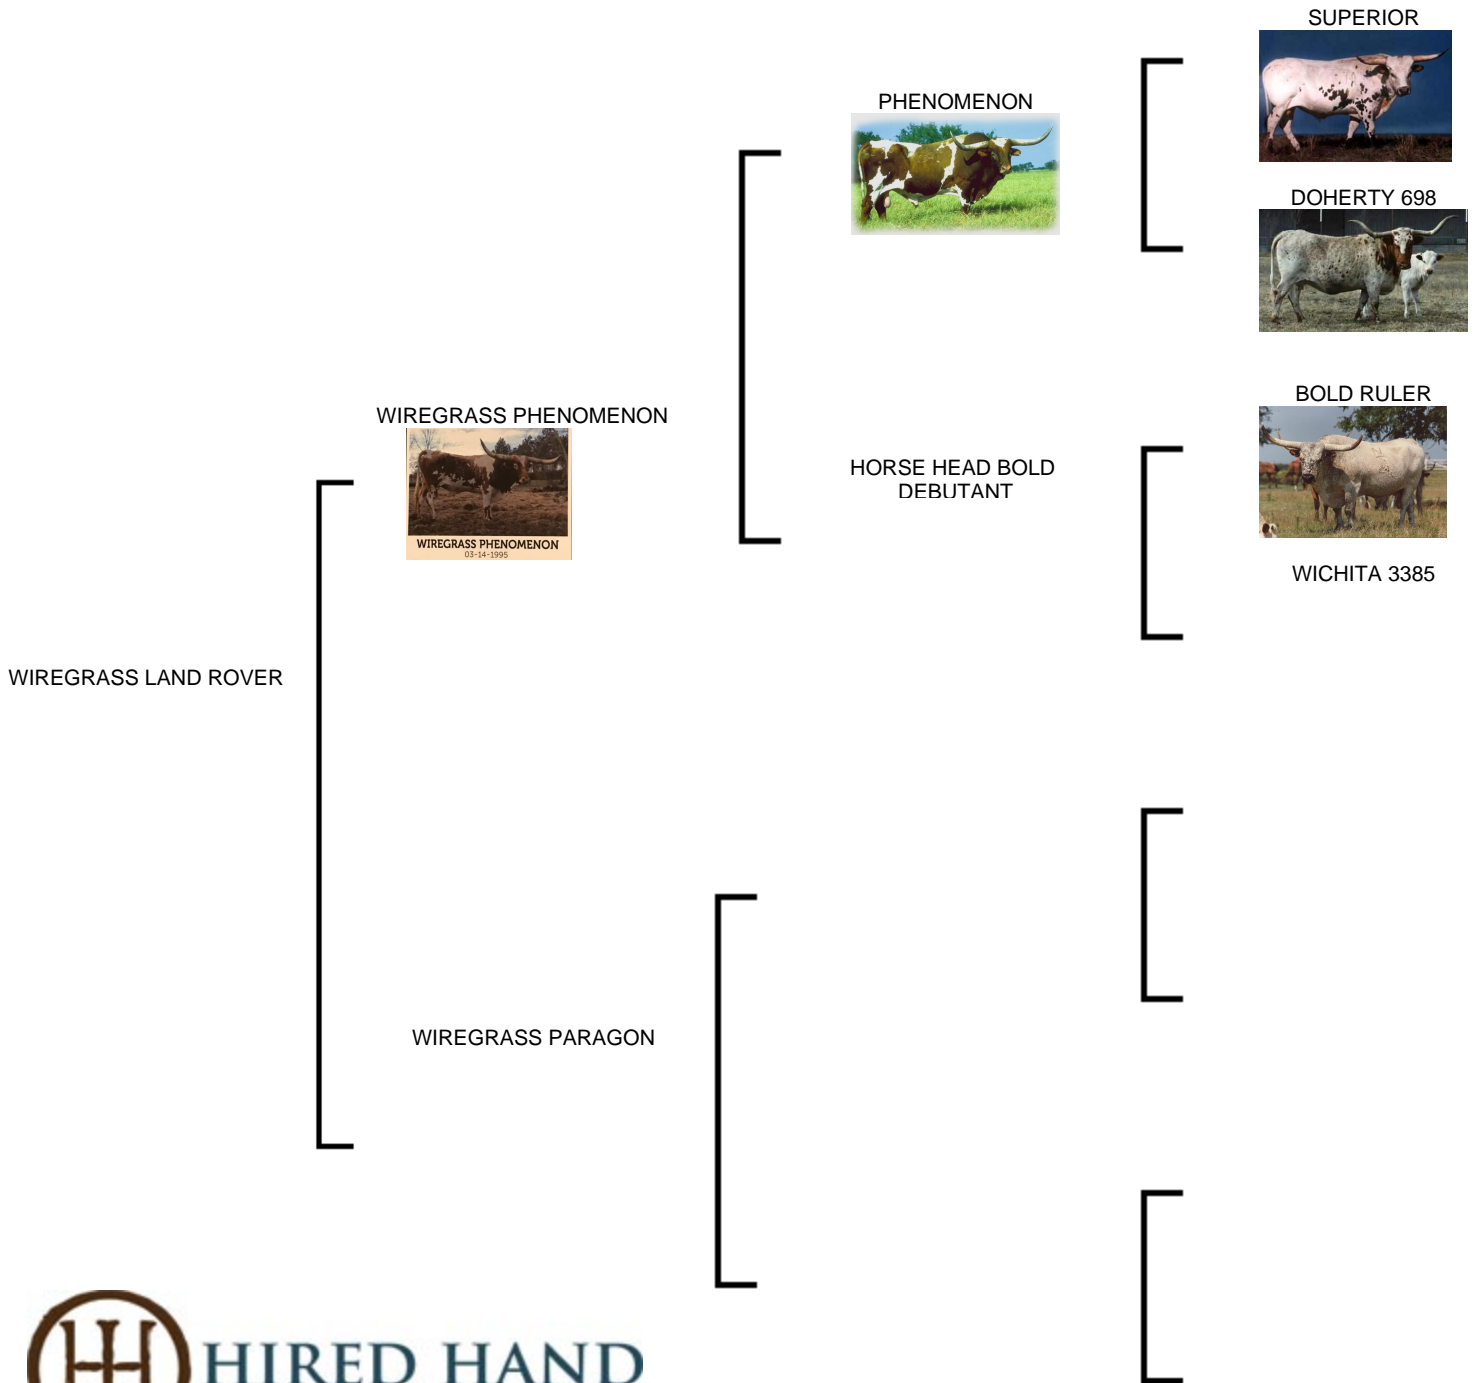 SUPERIOR
PHENOMENON
DOHERTY 698
BOLD RULER
WIREGRASS PHENOMENON
HORSE HEAD BOLD
DEBUTANT
WIREGRASS PHENOMENON
03-14-1995
WICHITA 3385
WIREGRASS LAND ROVER
WIREGRASS PARAGON
HIRED HAND